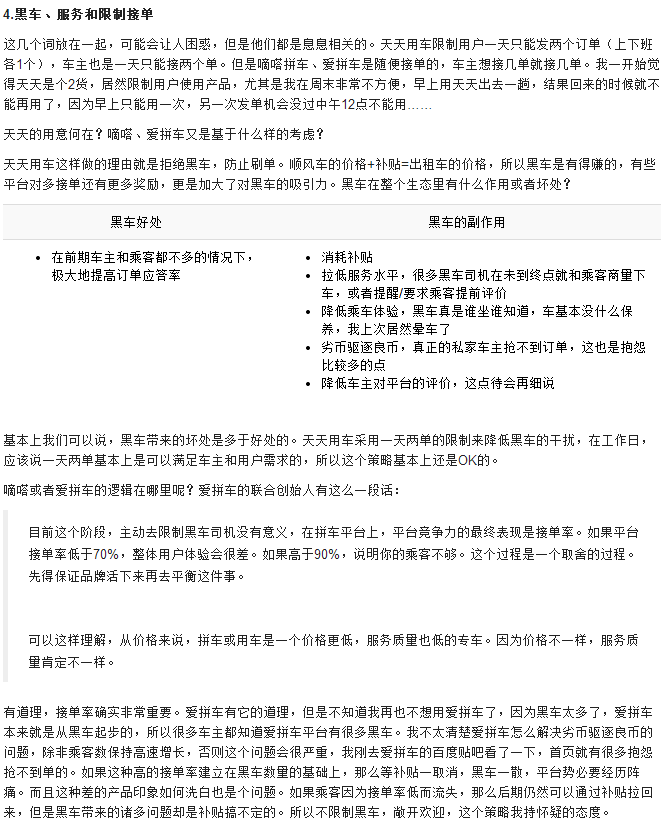 4.黑车、服务和限制接单
这几个词放在一起，可能会让人困惑，但是他们都是息息相关的。天天用车限制用户一天只能发两个订单（上下班
各1个），车主也是一天只能接两个单。但是嘀嗒拼车、爱拼车是随便接单的，车主想接几单就接几单。我一开始觉
得天天是个2货，居然限制用户使用产品，尤其是我在周末非常不方便，早上用天天出去一趟，结果回来的时候就不
能再用了，因为早上只能用一次，另一次发单机会没过中午12点不能用……
天天的用意何在？嘀嗒、爱拼车又是基于什么样的考虑？
天天用车这样做的理由就是拒绝黑车，防止刷单。顺风车的价格+补贴=出租车的价格，所以黑车是有得赚的，有些
平台对多接单还有更多奖励，更是加大了对黑车的吸引力。黑车在整个生态里有什么作用或者坏处？
黑车好处
黑车的副作用
在前期车主和乘客都不多的情况下，
极大地提高订单应答率
消耗补贴
拉低服务水平，很多黑车司机在未到终点就和乘客商量下
车，或者提醒/要求乘客提前评价
降低乘车体验，黑车真是谁坐谁知道，车基本没什么保
养，我上次居然晕车了
劣币驱逐良币，真正的私家车主抢不到订单，这也是抱怨
比较多的点
降低车主对平台的评价，这点待会再细说
基本上我们可以说，黑车带来的坏处是多于好处的。天天用车采用一天两单的限制来降低黑车的干扰，在工作日，
应该说一天两单基本上是可以满足车主和用户需求的，所以这个策略基本上还是OK的。
嘀嗒或者爱拼车的逻辑在哪里呢？爱拼车的联合创始人有这么一段话：
目前这个阶段，主动去限制黑车司机没有意义，在拼车平台上，平台竞争力的最终表现是接单率。如果平台
接单率低于70%，整体用户体验会很差。如果高于90%，说明你的乘客不够。这个过程是一个取舍的过程。
先得保证品牌活下来再去平衡这件事。
可以这样理解，从价格来说，拼车或用车是一个价格更低，服务质量也低的专车。因为价格不一样，服务质
量肯定不一样。
有道理，接单率确实非常重要。爱拼车有它的道理，但是不知道我再也不想用爱拼车了，因为黑车太多了，爱拼车
本来就是从黑车起步的，所以很多车主都知道爱拼车平台有很多黑车。我不太清楚爱拼车怎么解决劣币驱逐良币的
问题，除非乘客数保持高速增长，否则这个问题会很严重，我刚去爱拼车的百度贴吧看了一下，首页就有很多抱怨
抢不到单的。如果这种高的接单率建立在黑车数量的基础上，那么等补贴一取消，黑车一散，平台势必要经历阵
痛。而且这种差的产品印象如何洗白也是个问题。如果乘客因为接单率低而流失，那么后期仍然可以通过补贴拉回
来，但是黑车带来的诸多问题却是补贴搞不定的。所以不限制黑车，敞开欢迎，这个策略我持怀疑的态度。